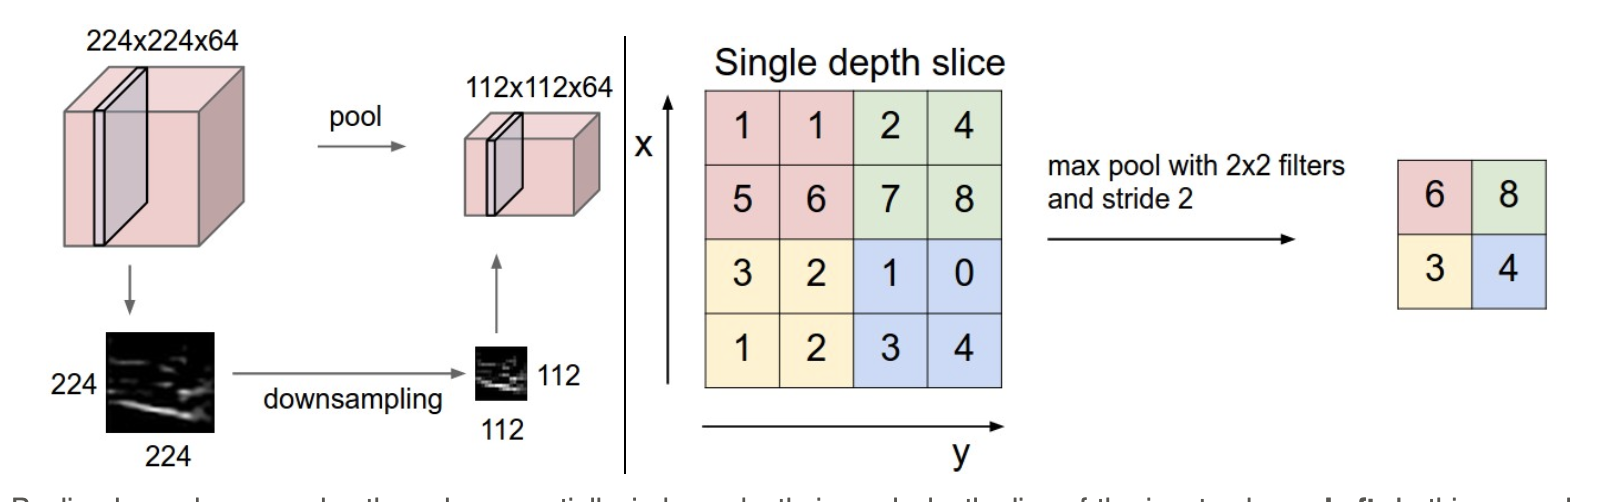 224x224x64
pool
112x112x64
224
224
downsampling
112
112
Single depth slice
x
1 1 2 4
5 6 7 8
3 2 1 0
1 2 3 4
y
max pool with 2x2 filters
and stride 2
6 8
3 4